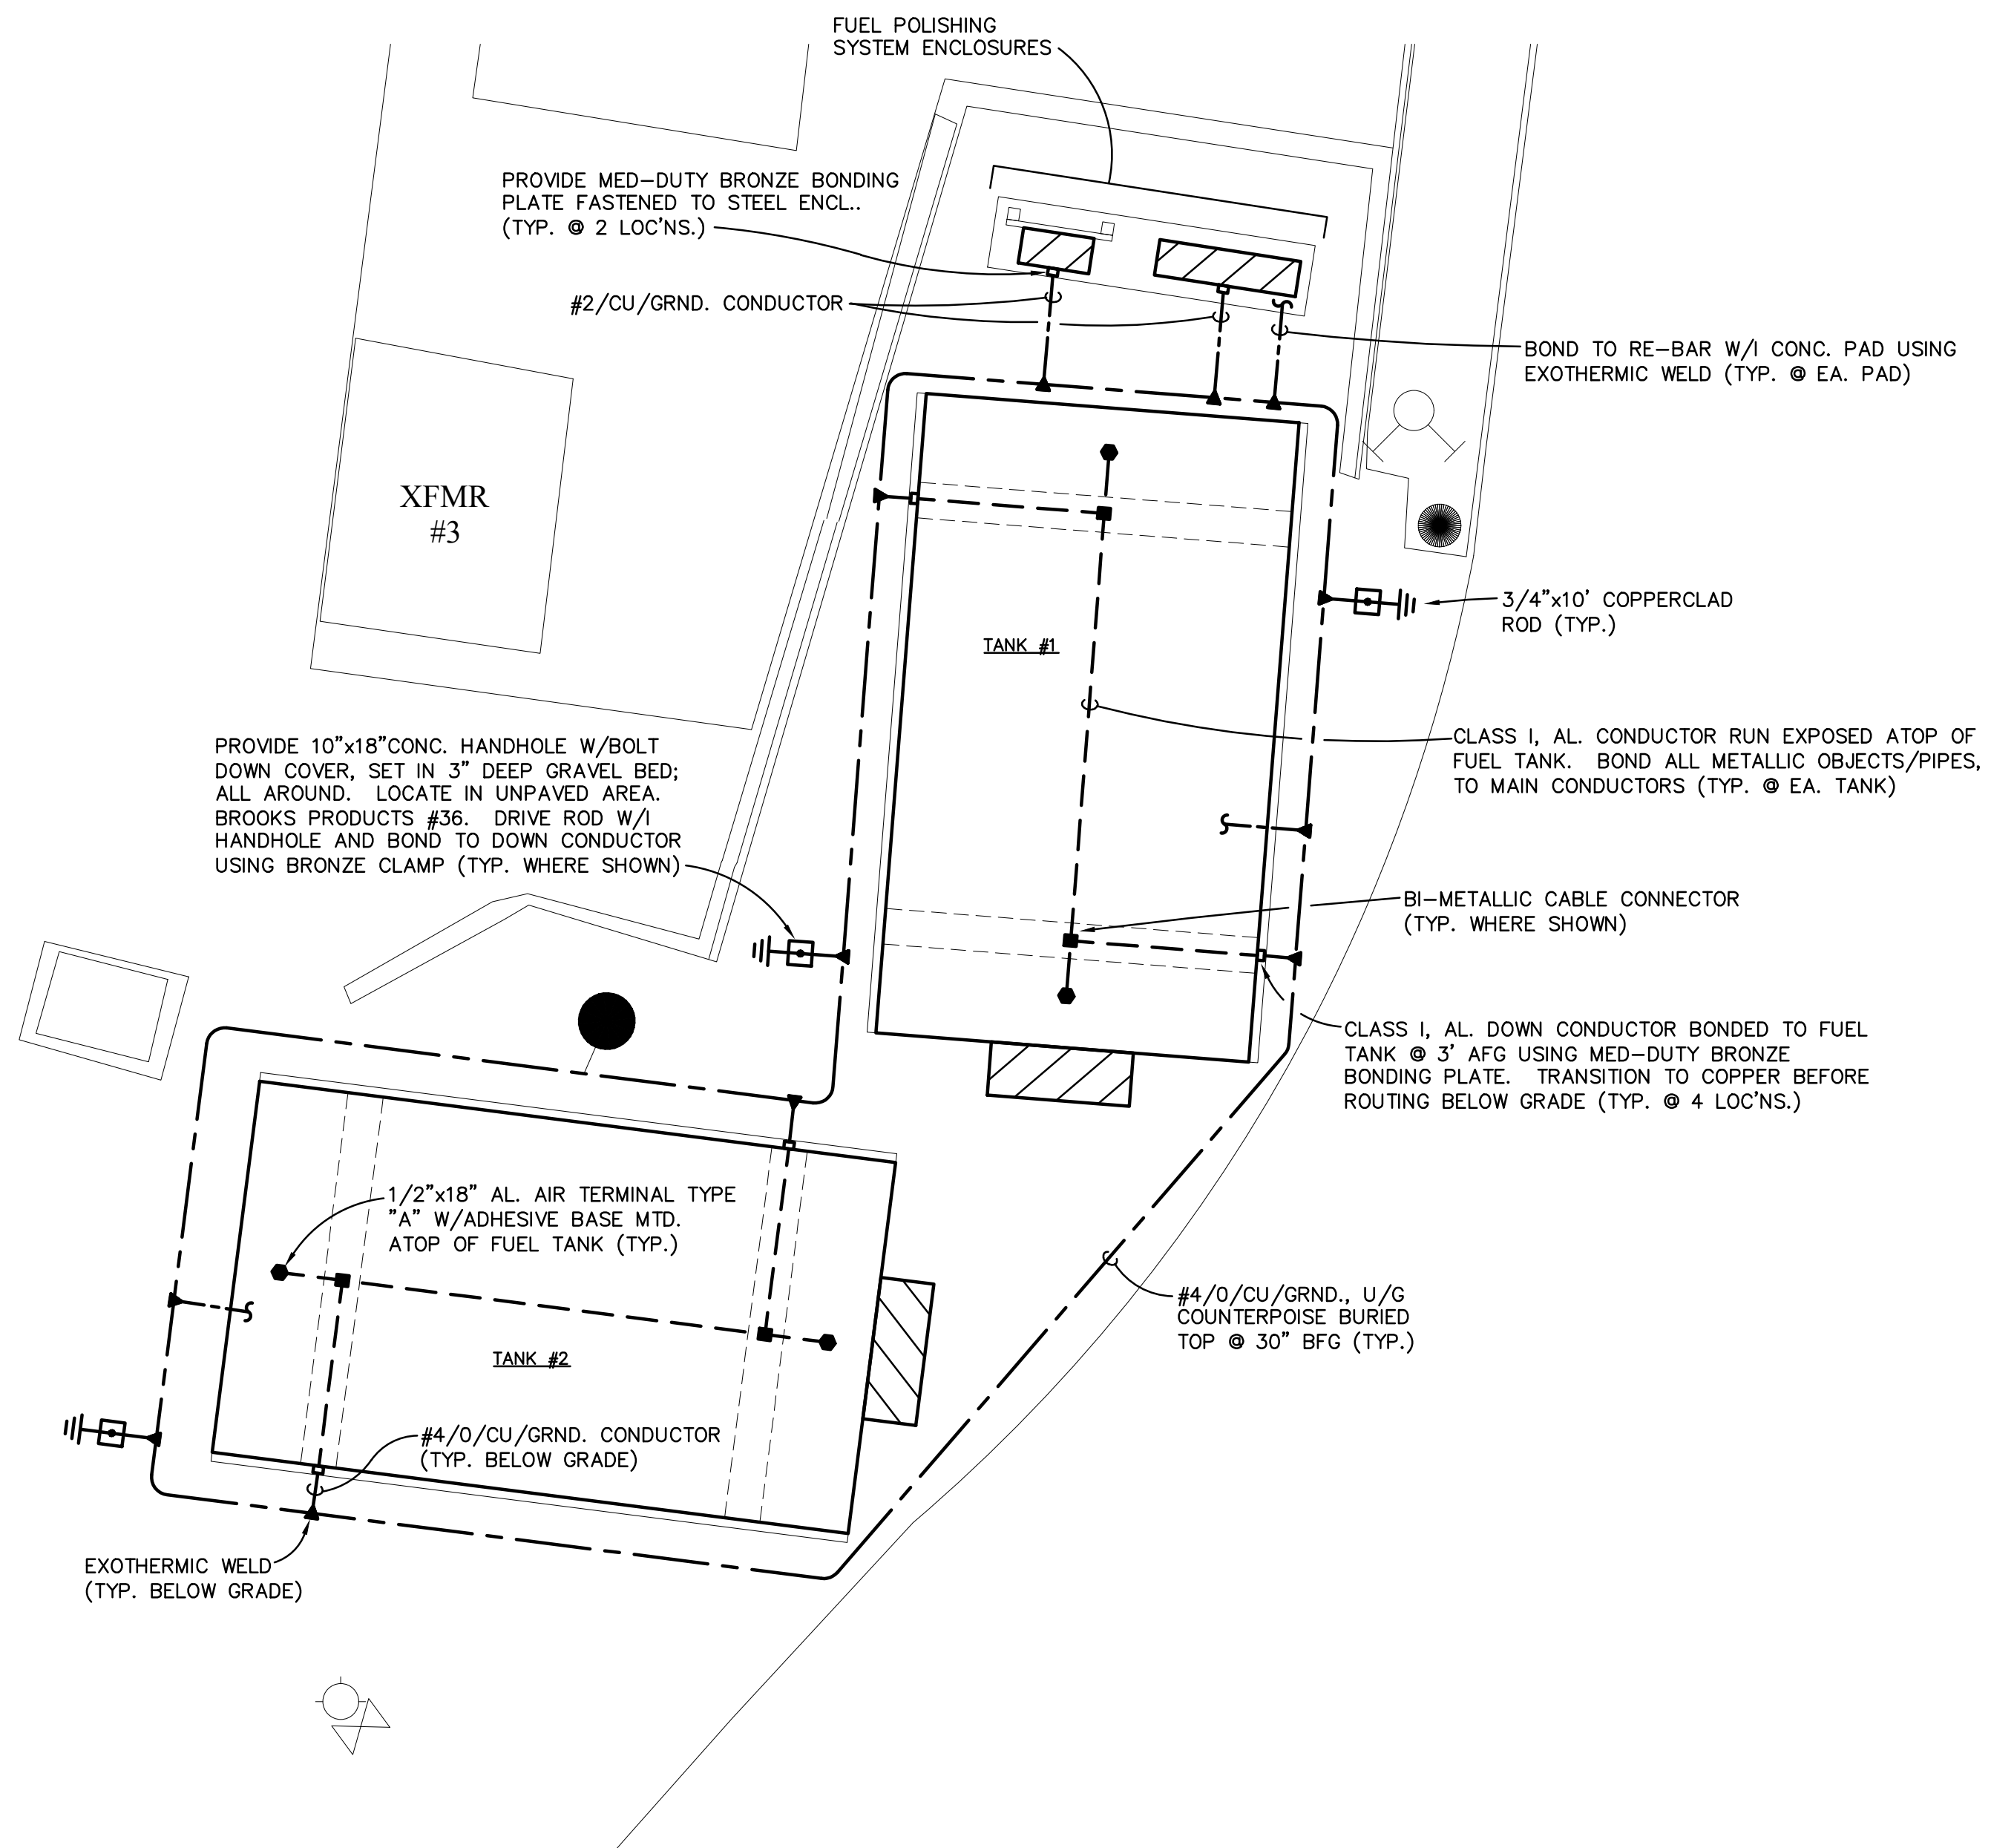 FUEL POLISHING
SYSTEM ENCLOSURES
PROVIDE MED-DUTY BRONZE BONDING
PLATE FASTENED TO STEEL ENCL..
(TYP. @ 2 LOC'NS.)
#2/CU/GRND. CONDUCTOR
BOND TO RE-BAR W/I CONC. PAD USING
EXOTHERMIC WELD (TYP. @ EA. PAD)
XFMR
#3
3/4"x10' COPPERCLAD
ROD (TYP.)
TANK #1
CLASS I, AL. CONDUCTOR RUN EXPOSED ATOP OF
FUEL TANK. BOND ALL METALLIC OBJECTS/PIPES,
TO MAIN CONDUCTORS (TYP. @ EA. TANK)
PROVIDE 10"x18"CONC. HANDHOLE W/BOLT
DOWN COVER, SET IN 3" DEEP GRAVEL BED;
ALL AROUND. LOCATE IN UNPAVED AREA.
BROOKS PRODUCTS #36. DRIVE ROD W/I
HANDHOLE AND BOND TO DOWN CONDUCTOR
USING BRONZE CLAMP (TYP. WHERE SHOWN)
BI-METALLIC CABLE CONNECTOR
(TYP. WHERE SHOWN)
CLASS I, AL. DOWN CONDUCTOR BONDED TO FUEL
TANK @ 3' AFG USING MED-DUTY BRONZE
BONDING PLATE. TRANSITION TO COPPER BEFORE
ROUTING BELOW GRADE (TYP. @ 4 LOC'NS.)
1/2"x18" AL. AIR TERMINAL TYPE
"A" W/ADHESIVE BASE MTD.
ATOP OF FUEL TANK (TYP.)
#4/0/CU/GRND., U/G
COUNTERPOISE BURIED
TOP @ 30" BFG (TYP.)
TANK #2
#4/0/CU/GRND. CONDUCTOR
(TYP. BELOW GRADE)
EXOTHERMIC WELD
(TYP. BELOW GRADE)